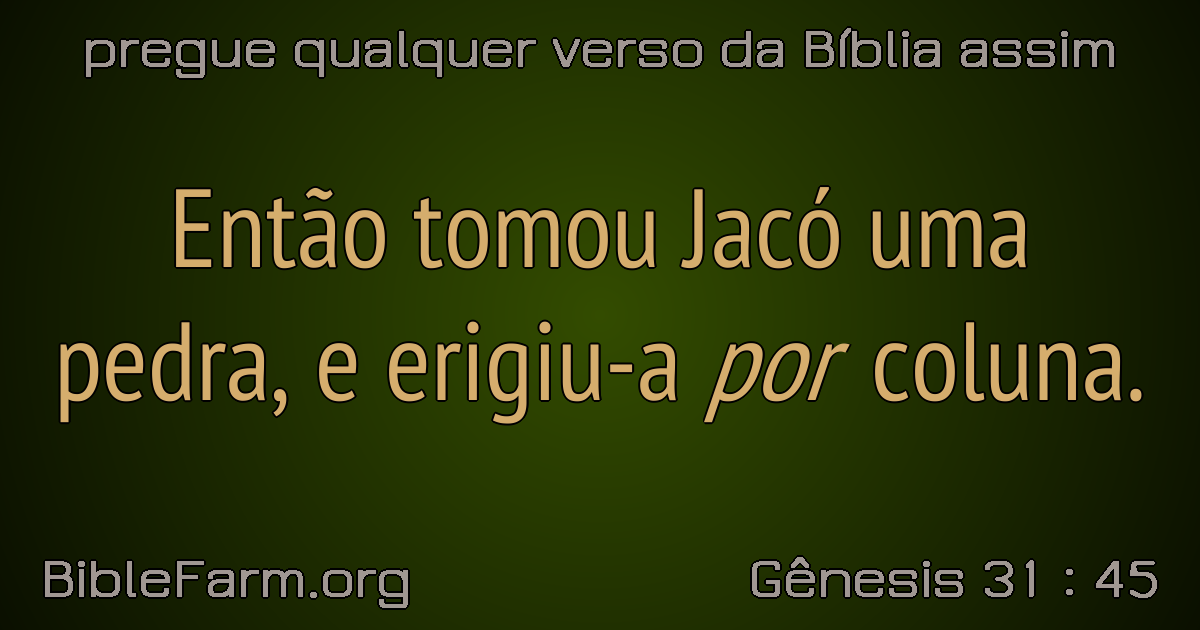 pregue qualquer verso da Bíblia assim
Então tomou Jacó uma
pedra, e erigiu-a por coluna.
BibleFarm.org
Gênesis 31 : 45